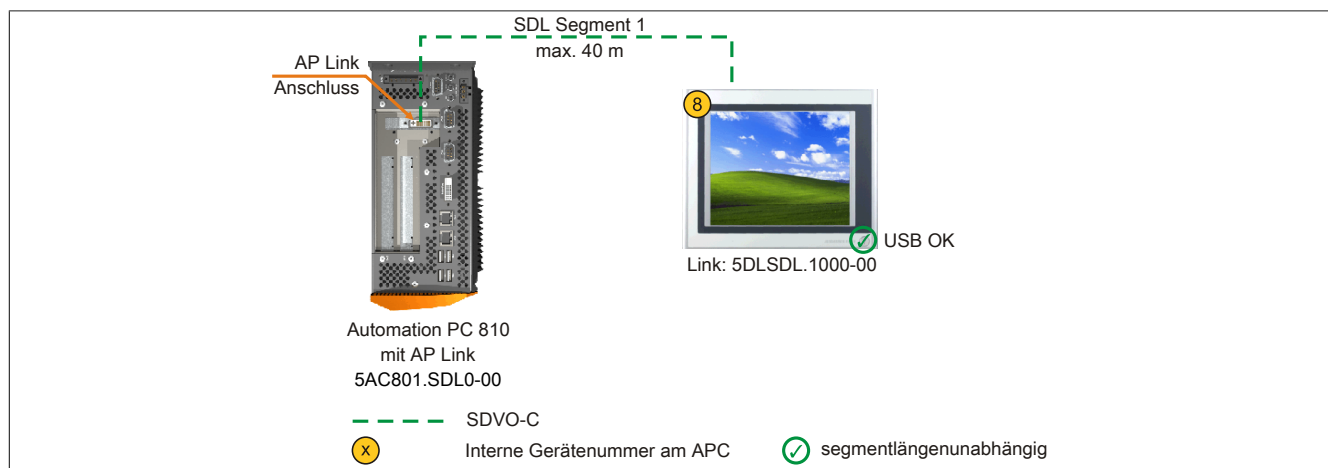 SDL Segment 1
max. 40 m
AP Link
Anschluss
8
USB OK
Link: 5DLSDL.1000-00
Automation PC 810
mit AP Link
5AC801.SDL0-00
SDVO-C
x Interne Gerätenummer am APC
segmentlängenunabhängig